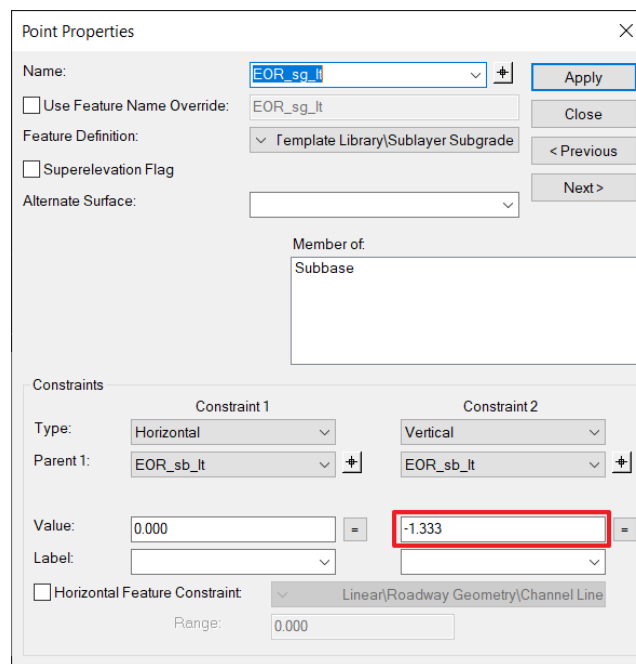 Point Properties
Name:
EOR_sg_lt
Apply
Use Feature Name Override:
EOR_sg_lt
Close
Feature Definition:
Template Library\Sublayer Subgrade
< Previous
Superelevation Flag
Next >
Alternate Surface:
Member of:
Subbase
Constraints
Constraint 1
Constraint 2
Type:
Horizontal
Vertical
Parent 1:
EOR_sb_lt
EOR_sb_lt
Value:
0.000
=
-1.333
=
Label:
Horizontal Feature Constraint:
Linear\Roadway Geometry\Channel Line
Range:
0.000